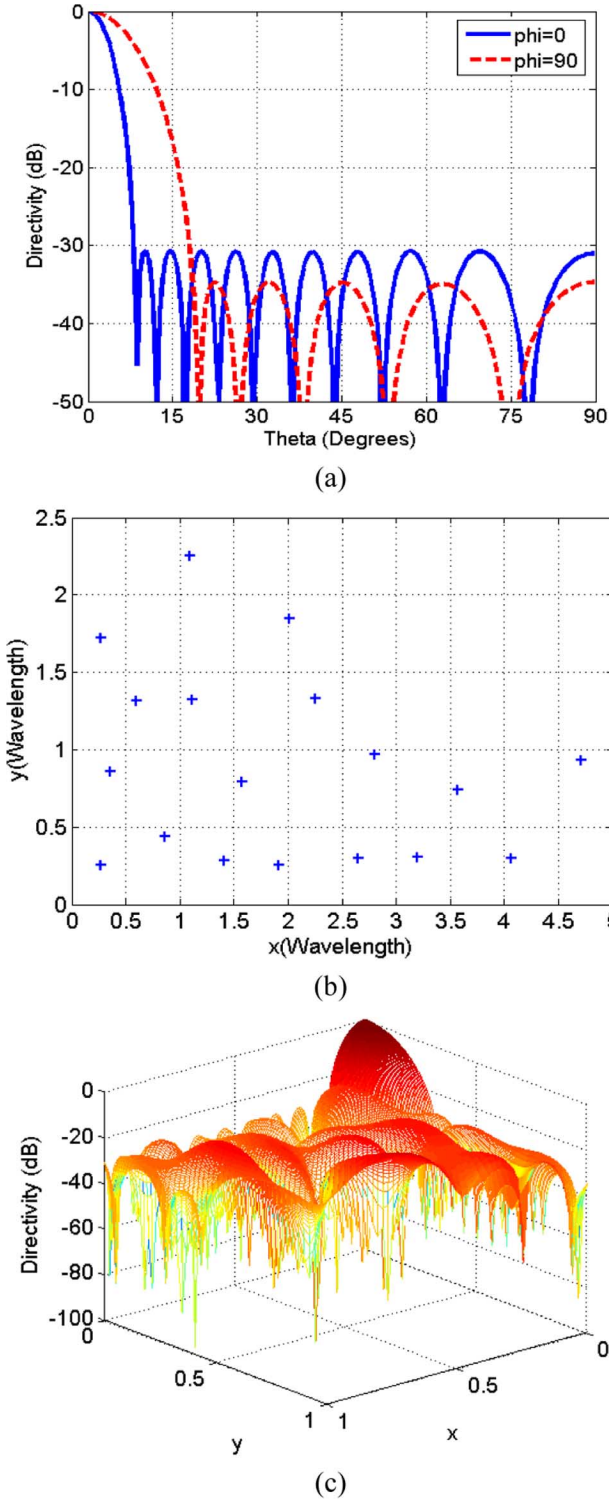 0
-10
-20
-30
-40
-50
Directivity (dB)
phi=0
phi=90
0 15 30 45 60 75 90
Theta (Degrees)
(a)
2.5
2
1.5
1
0.5
0
y(Wavelength)
0 0.5 1 1.5 2 2.5 3 3.5 4 4.5
x(Wavelength)
(b)
0
-20
-40
-60
-80
-100
Directivity (dB)
0
0.5
1
y
1
0.5
0
x
(c)